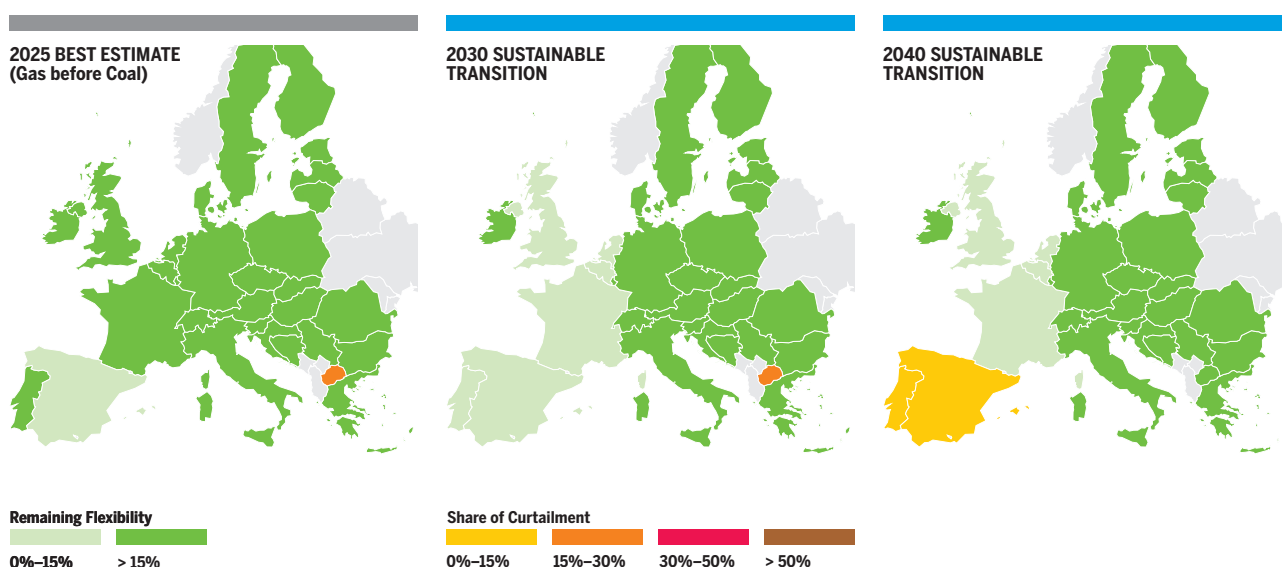 2025 BEST ESTIMATE
(Gas before Coal)
2030 SUSTAINABLE
TRANSITION
2040 SUSTAINABLE
TRANSITION
Remaining Flexibility
0%–15%
> 15%
Share of Curtailment
0%–15%
15%–30%
30%–50%
> 50%